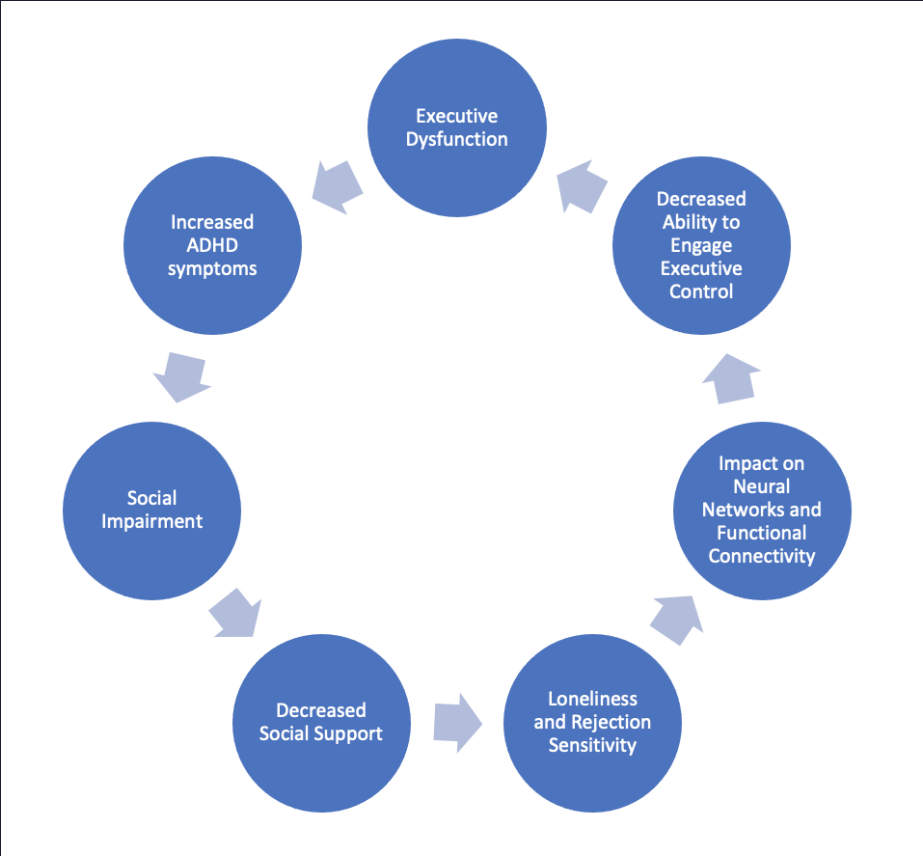 Executive
Dysfunction
Increased
ADHD
symptoms
Social
Impairment
Decreased
Social Support
Loneliness
and Rejection
Sensitivity
Impact on
Neural
Networks and
Functional
Connectivity
Decreased
Ability to
Engage
Executive
Control